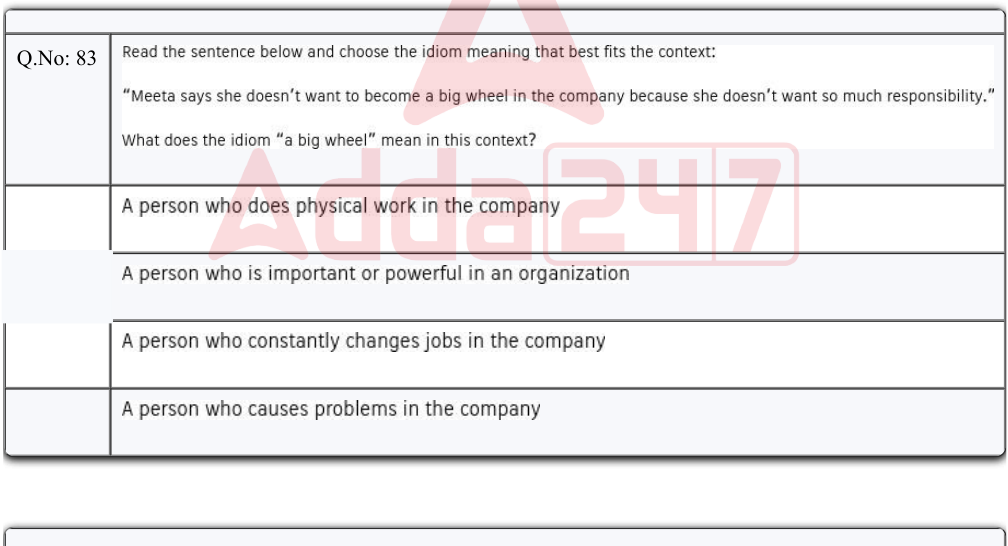 Q.No: 83
Read the sentence below and choose the idiom meaning that best fits the context:
“Meeta says she doesn’t want to become a big wheel in the company because she doesn’t want so much responsibility.”
What does the idiom “a big wheel” mean in this context?
A person who does physical work in the company
A person who is important or powerful in an organization
A person who constantly changes jobs in the company
A person who causes problems in the company
Adda247